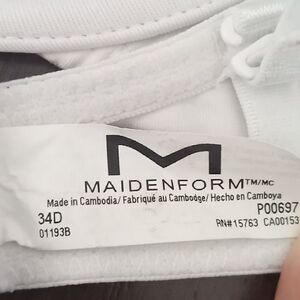 M
MAIDENFORM™/MC
Made in Cambodia/ Fabriqué au Cambodge/ Hecho en Camboya
34D P00697
01193B RN#15763 CA00153